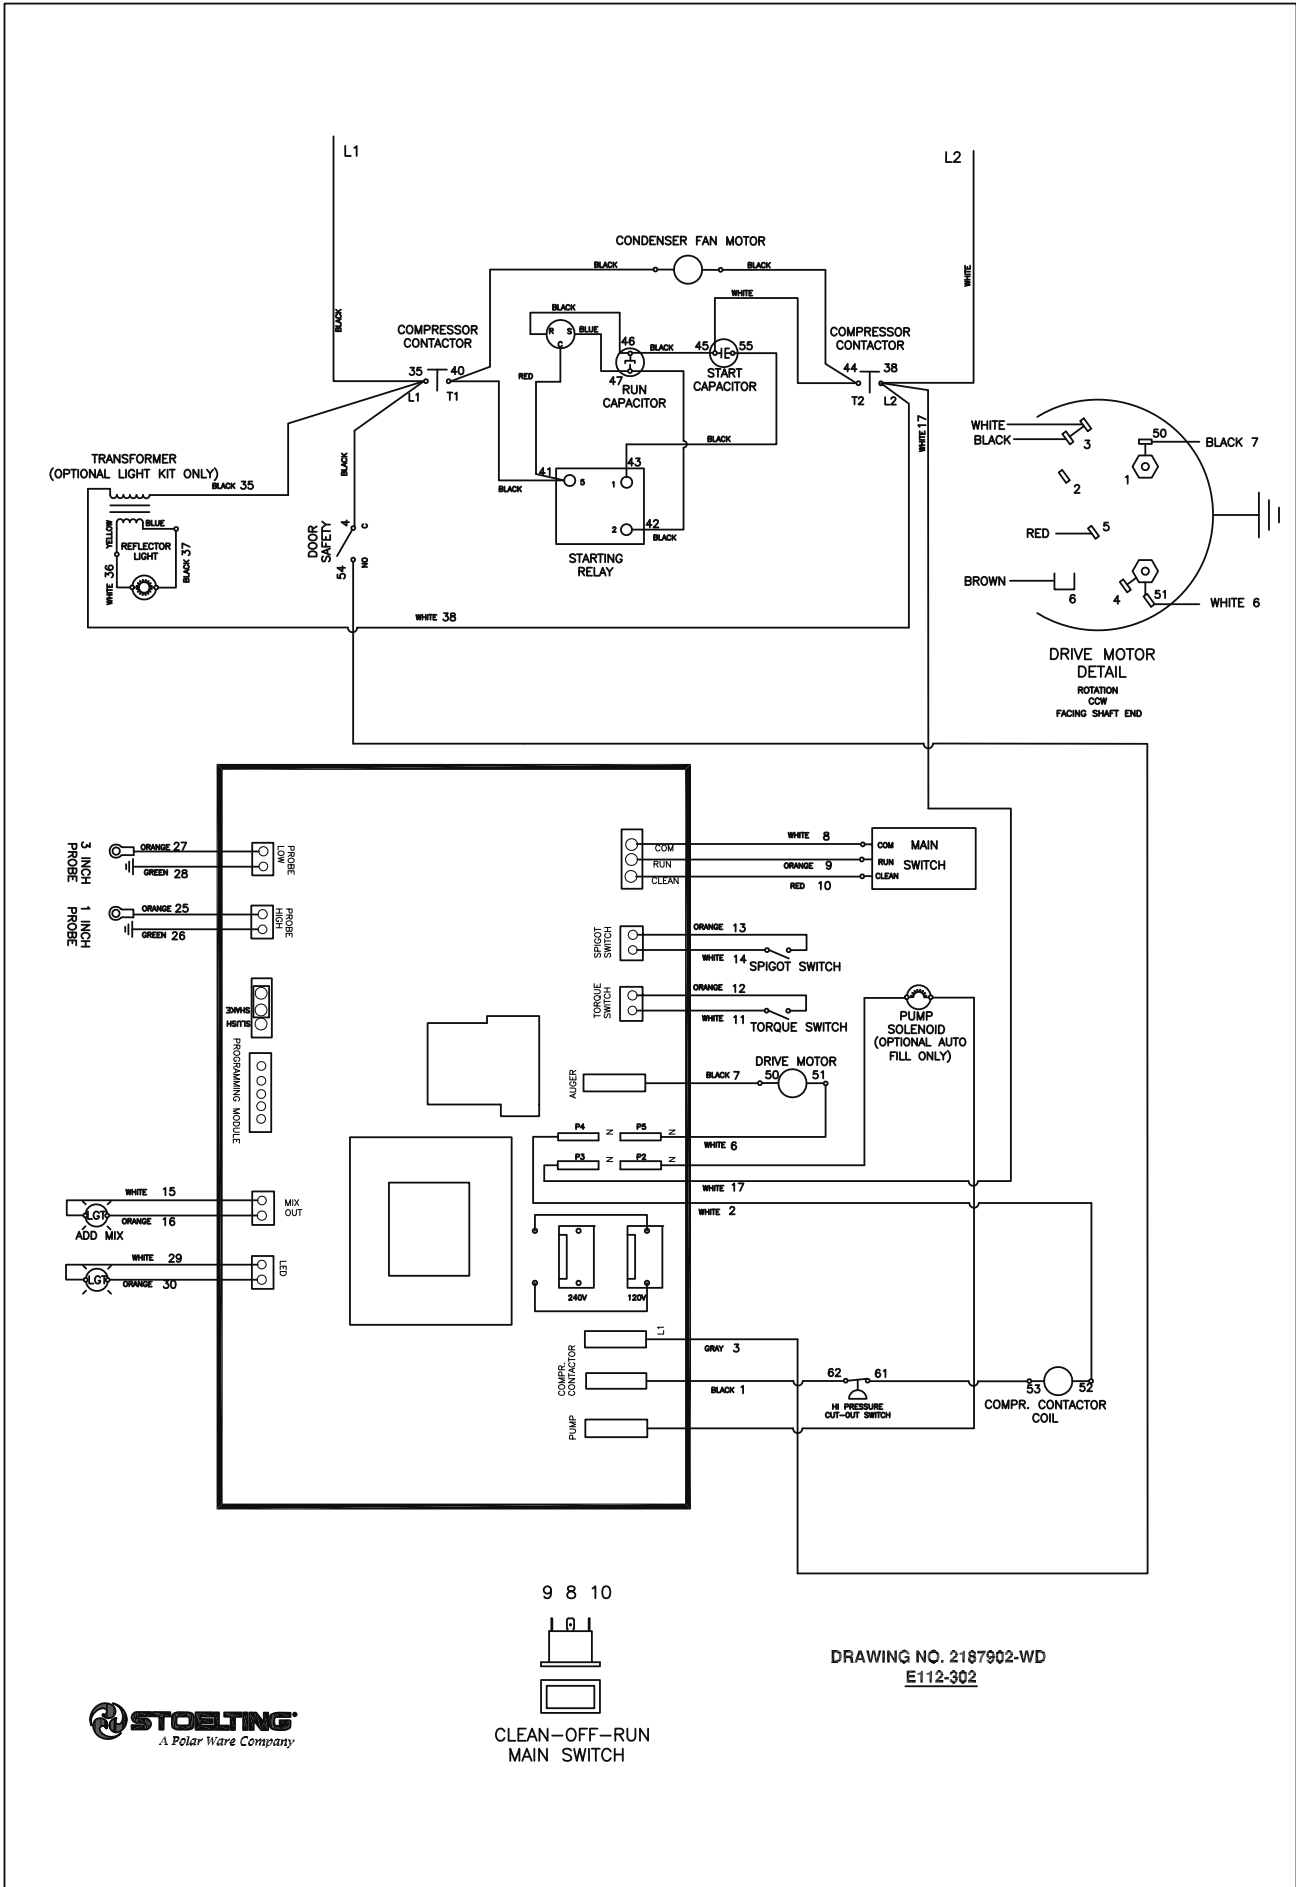 L1
L2
BLACK
WHITE
CONDENSER FAN MOTOR
BLACK
BLACK
WHITE
BLACK
R S
C
BLUE
46
BLACK
45
55
START
CAPACITOR
47
RUN
CAPACITOR
RED
COMPRESSOR
CONTACTOR
35 40
L1 T1
COMPRESSOR
CONTACTOR
44 38
T2 L2
WHITE 17
BLACK
BLACK
41
43
5
1
2
42
BLACK
STARTING
RELAY
BLACK
TRANSFORMER
(OPTIONAL LIGHT KIT ONLY)
BLACK 35
YELLOW
BLUE
REFLECTOR
LIGHT
WHITE 36
BLACK 37
DOOR
SAFETY
4
C
54
NO
WHITE 38
WHITE
BLACK
3
50
BLACK 7
1
2
RED
5
BROWN
6
4
51
WHITE 6
DRIVE MOTOR
DETAIL
ROTATION
CCW
FACING SHAFT END
3 INCH
PROBE
ORANGE 27
GREEN 28
PROBE
LOW
1 INCH
PROBE
ORANGE 25
GREEN 26
PROBE
HIGH
SHAKE
SLUSH
PROGRAMMING MODULE
WHITE 15
ORANGE 16
LGT
ADD MIX
MIX
OUT
WHITE 29
ORANGE 30
LGT
LED
COM
RUN
CLEAN
WHITE 8
ORANGE 9
RED 10
COM
RUN
CLEAN
MAIN
SWITCH
SPIGOT
SWITCH
ORANGE 13
WHITE 14
SPIGOT SWITCH
TORQUE
SWITCH
ORANGE 12
WHITE 11
TORQUE SWITCH
PUMP
SOLENOID
(OPTIONAL AUTO
FILL ONLY)
AUGER
BLACK 7
DRIVE MOTOR
50 51
P4 N P5 N
WHITE 6
P3 N P2 N
WHITE 17
WHITE 2
240V
120V
L1
GRAY 3
COMPR.
CONTACTOR
BLACK 1
62 61
HI PRESSURE
CUT-OUT SWITCH
53 52
COMPR. CONTACTOR
COIL
PUMP
9 8 10
CLEAN-OFF-RUN
MAIN SWITCH
DRAWING NO. 2187902-WD
E112-302
STOELTING®
A Polar Ware Company